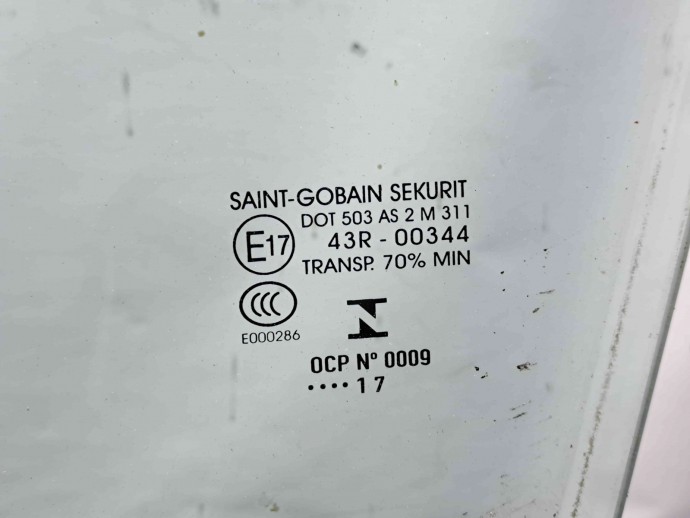 SAINT-GOBAIN SEKURIT
DOT 503 AS 2 M 311
E17
43R - 00344
TRANSP. 70% MIN
CCC
E000286
N
OCP Nº 0009
····17